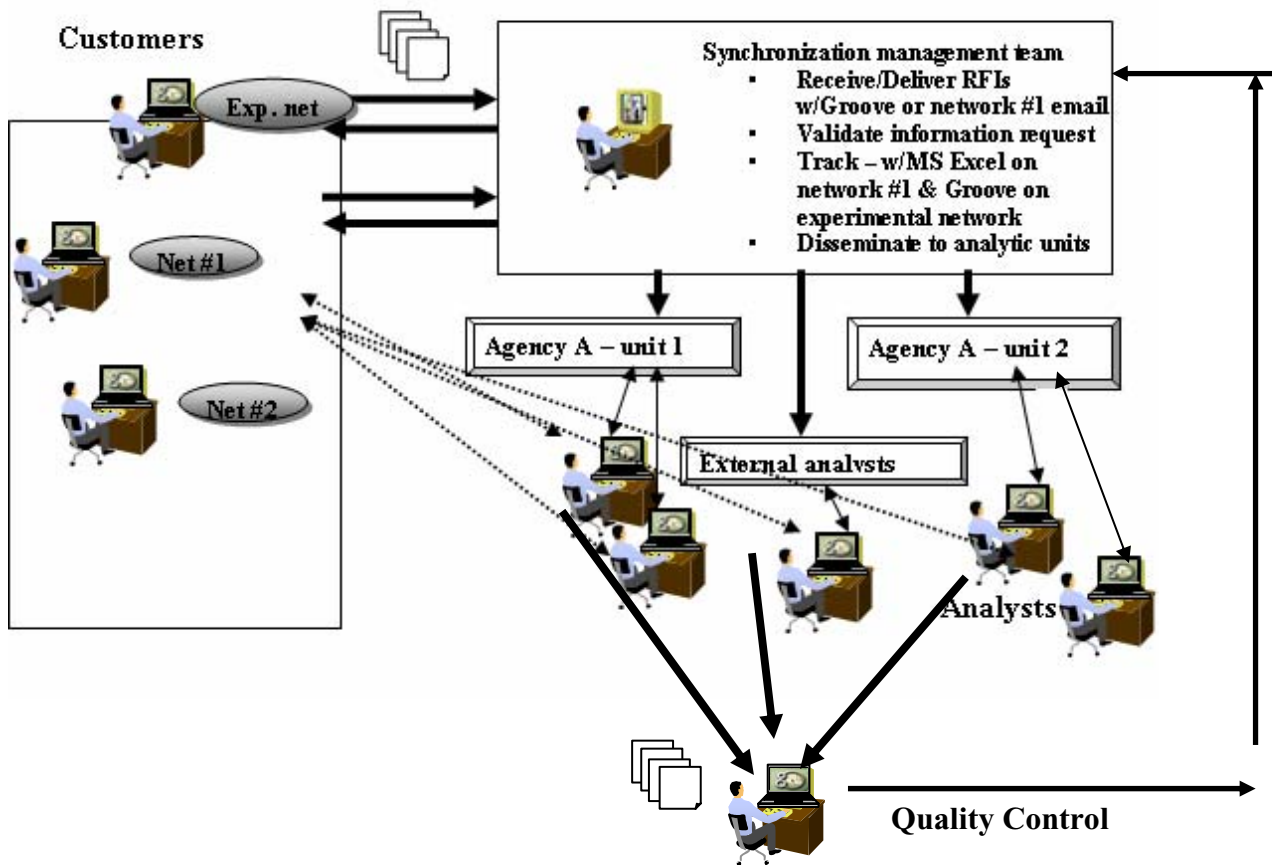 Customers
Exp. net
Net #1
Net #2
Synchronization management team
▪ Receive/Deliver RFIs
w/Groove or network #1 email
▪ Validate information request
▪ Track – w/MS Excel on
network #1 & Groove on
experimental network
▪ Disseminate to analytic units
Agency A – unit 1
Agency A – unit 2
External analysts
Analysts
Quality Control